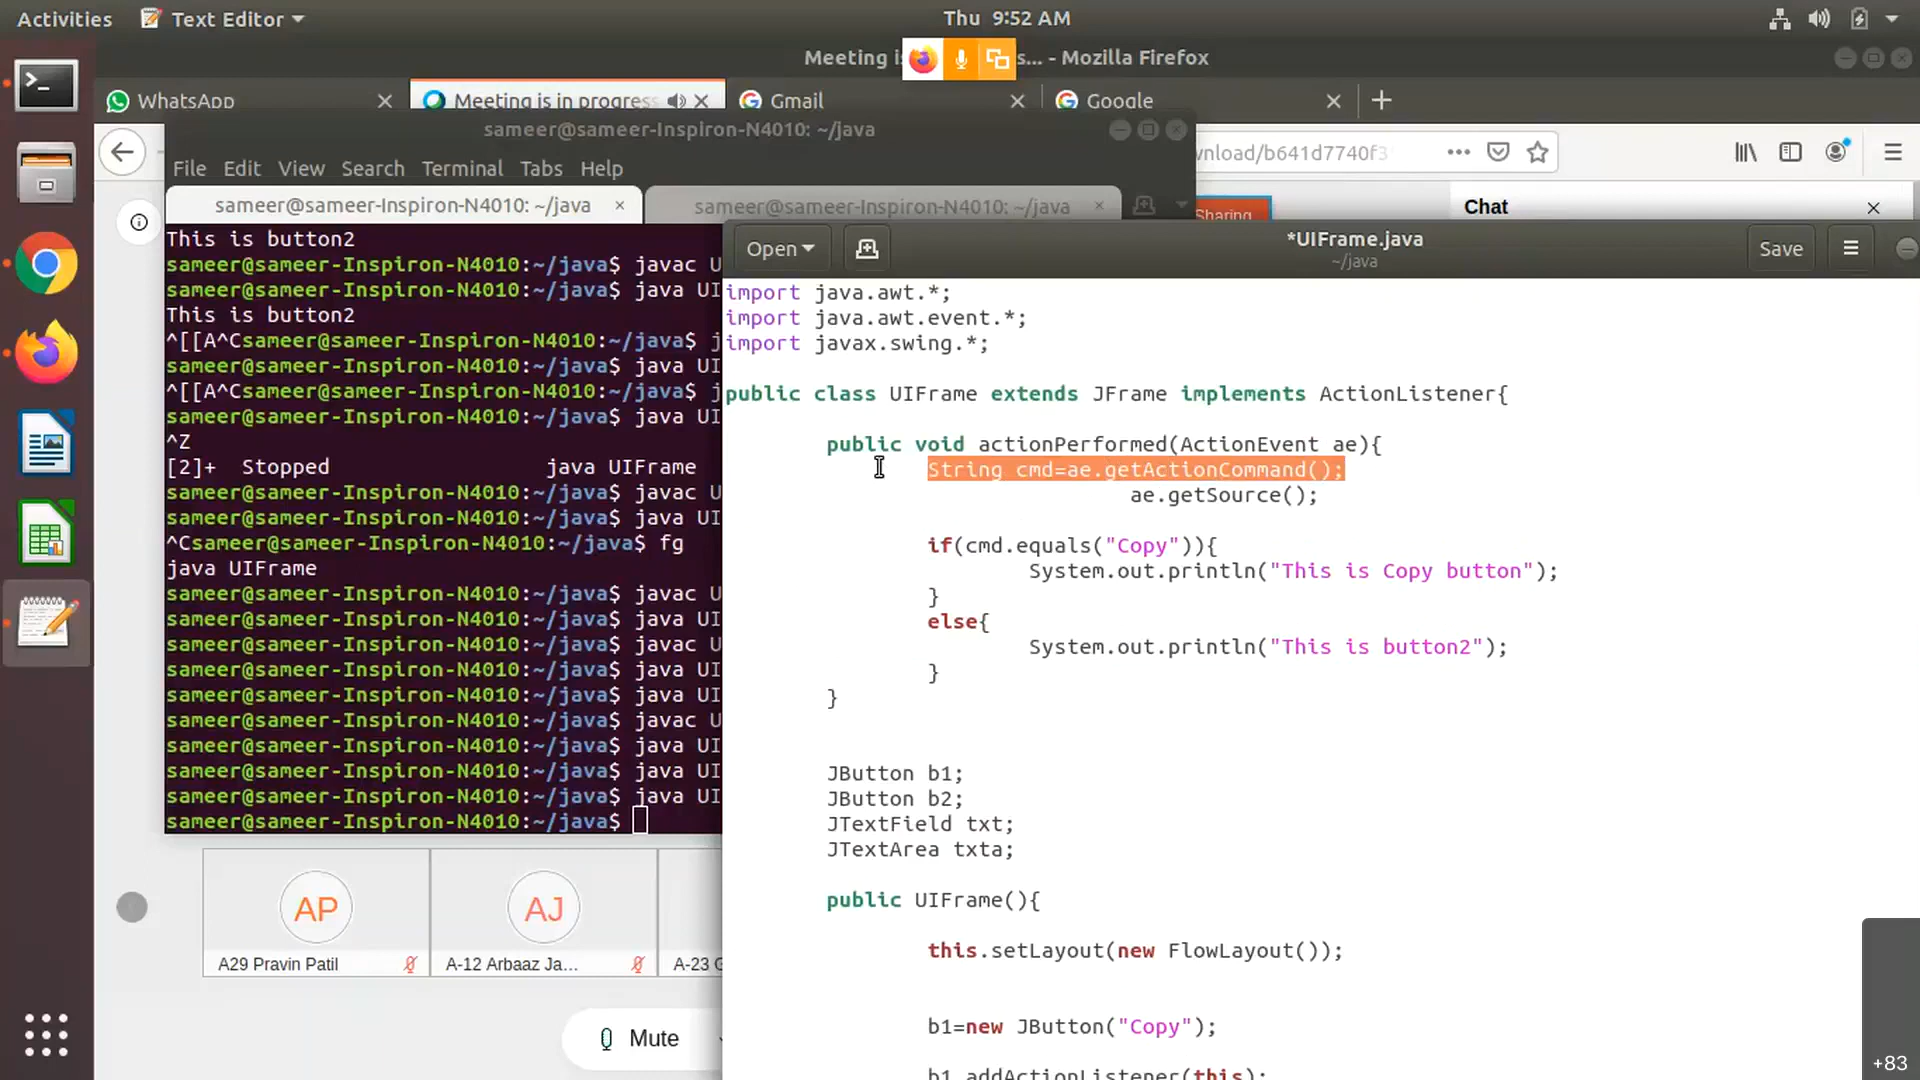 Activities
Text Editor
Thu 9:52 AM
Meeting i
s... - Mozilla Firefox
WhatsApp
Meeting is in progress
Gmail
Google
sameer@sameer-Inspiron-N4010: ~/java
File Edit View Search Terminal Tabs Help
sameer@sameer-Inspiron-N4010: ~/java
sameer@sameer-Inspiron-N4010: ~/java
wnload/b641d7740f3
Sharing
Chat
This is button2
sameer@sameer-Inspiron-N4010:~/java$ javac U
sameer@sameer-Inspiron-N4010:~/java$ java UI
This is button2
^[[A^Csameer@sameer-Inspiron-N4010:~/java$ j
sameer@sameer-Inspiron-N4010:~/java$ java UI
^[[A^Csameer@sameer-Inspiron-N4010:~/java$ j
sameer@sameer-Inspiron-N4010:~/java$ java UI
^Z
[2]+ Stopped java UIFrame
sameer@sameer-Inspiron-N4010:~/java$ javac U
sameer@sameer-Inspiron-N4010:~/java$ java UI
^Csameer@sameer-Inspiron-N4010:~/java$ fg
java UIFrame
sameer@sameer-Inspiron-N4010:~/java$ javac U
sameer@sameer-Inspiron-N4010:~/java$ java UI
sameer@sameer-Inspiron-N4010:~/java$ javac U
sameer@sameer-Inspiron-N4010:~/java$ java UI
sameer@sameer-Inspiron-N4010:~/java$ java UI
sameer@sameer-Inspiron-N4010:~/java$ javac U
sameer@sameer-Inspiron-N4010:~/java$ java UI
sameer@sameer-Inspiron-N4010:~/java$ java UI
sameer@sameer-Inspiron-N4010:~/java$ java UI
sameer@sameer-Inspiron-N4010:~/java$
Open
*UIFrame.java
~/java
Save
import java.awt.*;
import java.awt.event.*;
import javax.swing.*;
public class UIFrame extends JFrame implements ActionListener{
public void actionPerformed(ActionEvent ae){
String cmd=ae.getActionCommand();
ae.getSource();
if(cmd.equals("Copy")){
System.out.println("This is Copy button");
}
else{
System.out.println("This is button2");
}
}
JButton b1;
JButton b2;
JTextField txt;
JTextArea txta;
public UIFrame(){
this.setLayout(new FlowLayout());
b1=new JButton("Copy");
b1.addActionListener(this);
AP
AJ
A29 Pravin Patil
A-12 Arbaaz Ja...
A-23 G
Mute
+83